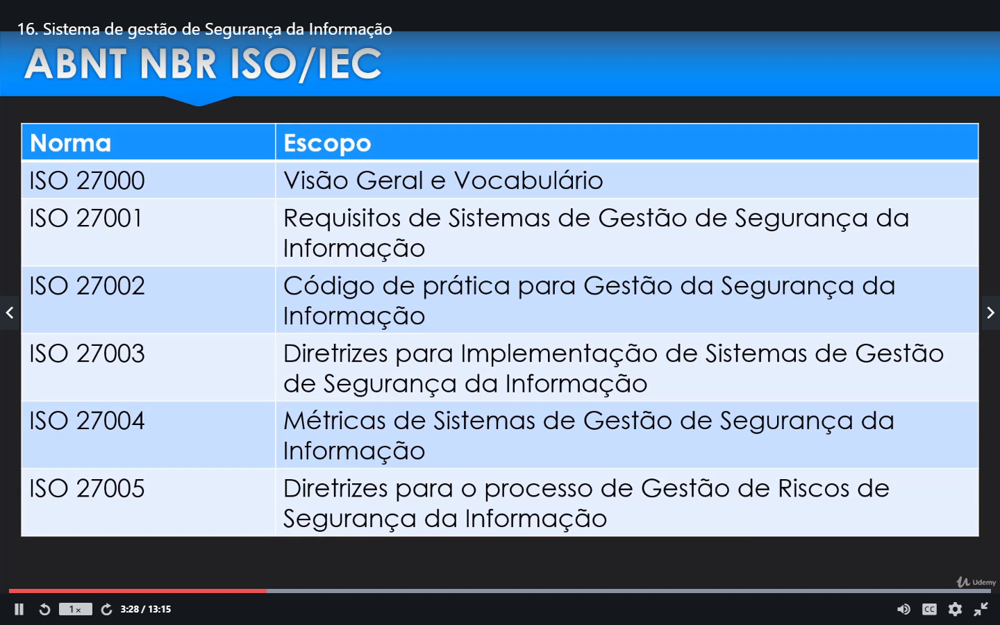 16. Sistema de gestão de Segurança da Informação
ABNT NBR ISO/IEC
Norma
Escopo
ISO 27000
Visão Geral e Vocabulário
ISO 27001
Requisitos de Sistemas de Gestão de Segurança da
Informação
ISO 27002
Código de prática para Gestão da Segurança da
Informação
ISO 27003
Diretrizes para Implementação de Sistemas de Gestão
de Segurança da Informação
ISO 27004
Métricas de Sistemas de Gestão de Segurança da
Informação
ISO 27005
Diretrizes para o processo de Gestão de Riscos de
Segurança da Informação
Udemy
1x
3:28 / 13:15
CC